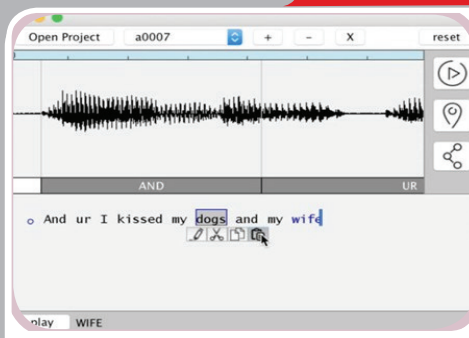 Open Project a0007 + - X reset
AND UR
And ur I kissed my dogs and my wife
play WIFE